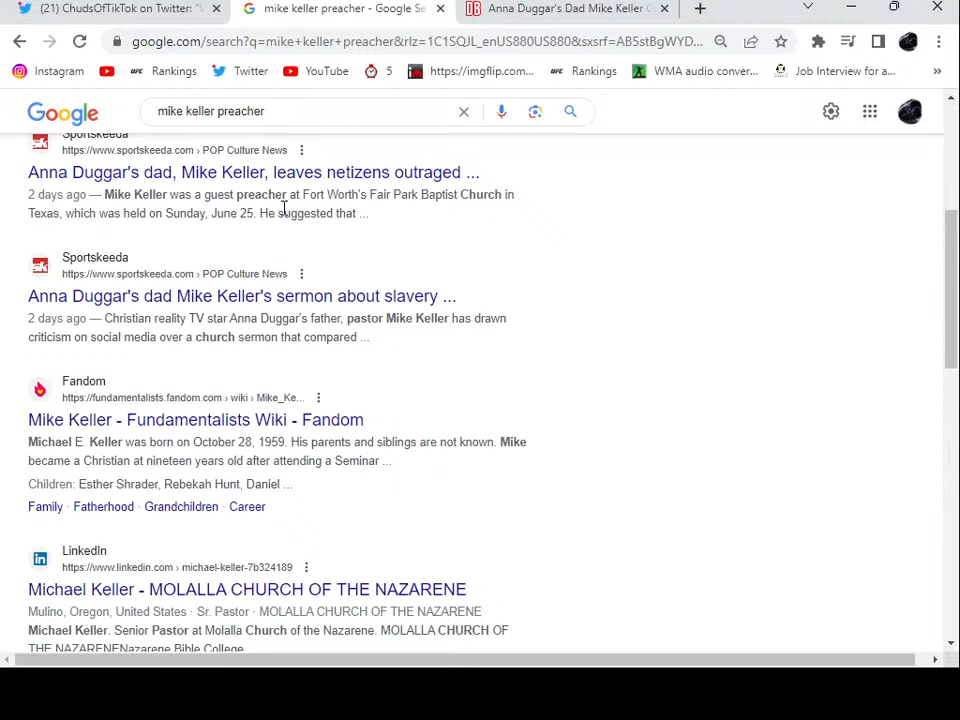 (21) ChudsOfTikTok on Twitter: "
mike keller preacher - Google Se
Anna Duggar's Dad Mike Keller C
google.com/search?q=mike+keller+preacher&rlz=1C1SQJL_enUS880US880&sxsrf=AB5stBgWYD...
Instagram
UFC Rankings
Twitter
YouTube
5
https://imgflip.com...
UFC Rankings
WMA audio conver...
Job Interview for a...
»
Google
mike keller preacher
Sportskeeda
https://www.sportskeeda.com › POP Culture News
Anna Duggar's dad, Mike Keller, leaves netizens outraged ...
2 days ago — Mike Keller was a guest preacher at Fort Worth's Fair Park Baptist Church in
Texas, which was held on Sunday, June 25. He suggested that ...
Sportskeeda
https://www.sportskeeda.com › POP Culture News
Anna Duggar's dad Mike Keller's sermon about slavery ...
2 days ago — Christian reality TV star Anna Duggar's father, pastor Mike Keller has drawn
criticism on social media over a church sermon that compared ...
Fandom
https://fundamentalists.fandom.com › wiki › Mike_Ke...
Mike Keller - Fundamentalists Wiki - Fandom
Michael E. Keller was born on October 28, 1959. His parents and siblings are not known. Mike
became a Christian at nineteen years old after attending a Seminar ...
Children: Esther Shrader, Rebekah Hunt, Daniel ...
Family · Fatherhood · Grandchildren · Career
LinkedIn
https://www.linkedin.com › michael-keller-7b324189
Michael Keller - MOLALLA CHURCH OF THE NAZARENE
Mulino, Oregon, United States · Sr. Pastor · MOLALLA CHURCH OF THE NAZARENE
Michael Keller. Senior Pastor at Molalla Church of the Nazarene. MOLALLA CHURCH OF
THE NAZARENENazarene Bible College.